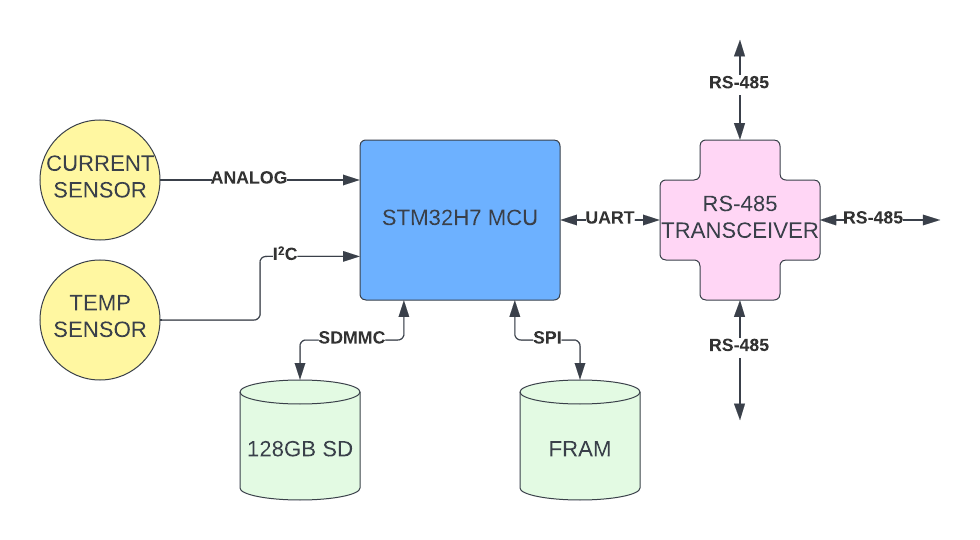 RS-485
CURRENT
SENSOR
ANALOG
STM32H7 MCU
UART
RS-485
TRANSCEIVER
RS-485
I²C
TEMP
SENSOR
SDMMC
SPI
RS-485
128GB SD
FRAM